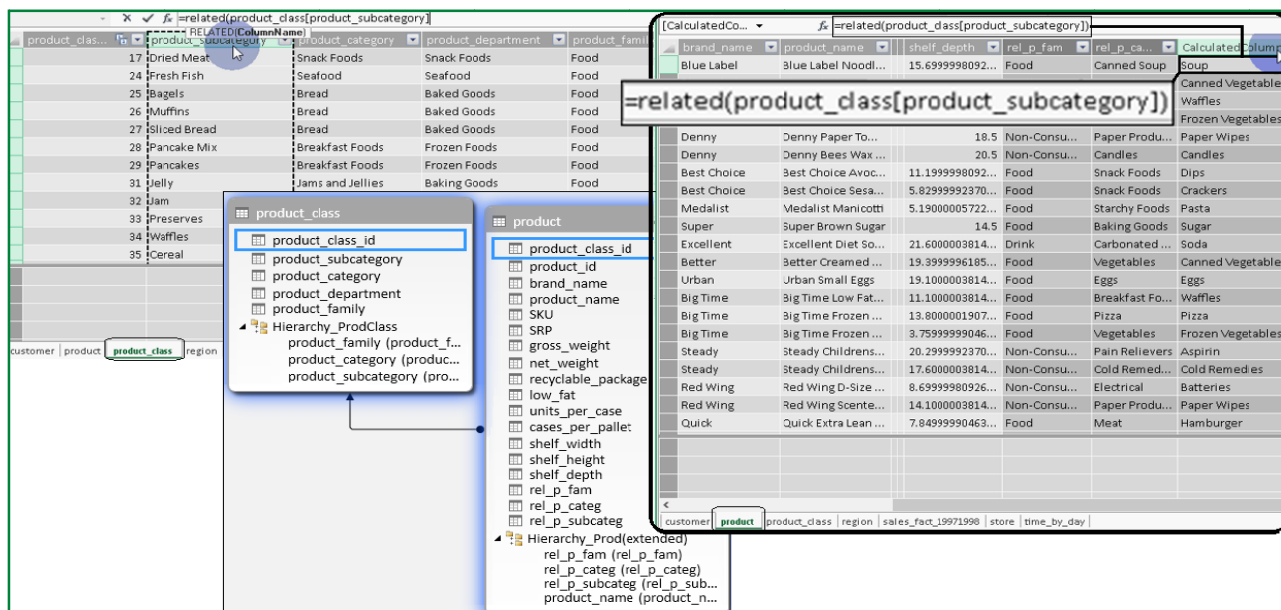 =related(product_class[product_subcategory]
RELATED(ColumnName)
product_clas... product_subcategory product_category product_department product_famil
17 Dried Meat Snack Foods Snack Foods Food
24 Fresh Fish Seafood Seafood Food
25 Bagels Bread Baked Goods Food
26 Muffins Bread Baked Goods Food
27 Sliced Bread Bread Baked Goods Food
28 Pancake Mix Breakfast Foods Frozen Foods Food
29 Pancakes Breakfast Foods Frozen Foods Food
31 Jelly Jams and Jellies Baking Goods Food
32 Jam
33 Preserves
34 Waffles
35 Cereal
customer product product_class region
product_class
product_class_id
product_subcategory
product_category
product_department
product_family
Hierarchy_ProdClass
product_family (product_f...
product_category (produc...
product_subcategory (pro...
product
product_class_id
product_id
brand_name
product_name
SKU
SRP
gross_weight
net_weight
recyclable_package
low_fat
units_per_case
cases_per_pallet
shelf_width
shelf_height
shelf_depth
rel_p_fam
rel_p_categ
rel_p_subcateg
Hierarchy_Prod(extended)
rel_p_fam (rel_p_fam)
rel_p_categ (rel_p_categ)
rel_p_subcateg (rel_p_sub...
product_name (product_n...
[CalculatedCo... fx =related(product_class[product_subcategory])
brand_name product_name shelf_depth rel_p_fam rel_p_ca... CalculatedColump
Blue Label Blue Label Noodl... 15.6999998092... Food Canned Soup Soup
Canned Vegetable
Waffles
=related(product_class[product_subcategory])
Frozen Vegetables
Denny Denny Paper To... 18.5 Non-Consu... Paper Produ... Paper Wipes
Denny Denny Bees Wax ... 20.5 Non-Consu... Candles Candles
Best Choice Best Choice Avoc... 11.1999998092... Food Snack Foods Dips
Best Choice Best Choice Sesa... 5.82999992370... Food Snack Foods Crackers
Medalist Medalist Manicotti 5.19000005722... Food Starchy Foods Pasta
Super Super Brown Sugar 14.5 Food Baking Goods Sugar
Excellent Excellent Diet So... 21.6000003814... Drink Carbonated ... Soda
Better Better Creamed ... 19.3999996185... Food Vegetables Canned Vegetable
Urban Urban Small Eggs 19.1000003814... Food Eggs Eggs
Big Time Big Time Low Fat... 11.1000003814... Food Breakfast Fo... Waffles
Big Time Big Time Frozen ... 13.8000001907... Food Pizza Pizza
Big Time Big Time Frozen ... 3.75999999046... Food Vegetables Frozen Vegetables
Steady Steady Childrens... 20.2999992370... Non-Consu... Pain Relievers Aspirin
Steady Steady Childrens... 17.6000003814... Non-Consu... Cold Remed... Cold Remedies
Red Wing Red Wing D-Size ... 8.69999980926... Non-Consu... Electrical Batteries
Red Wing Red Wing Scente... 14.1000003814... Non-Consu... Paper Produ... Paper Wipes
Quick Quick Extra Lean ... 7.84999990463... Food Meat Hamburger
customer product product_class region sales_fact_19971998 store time_by_day